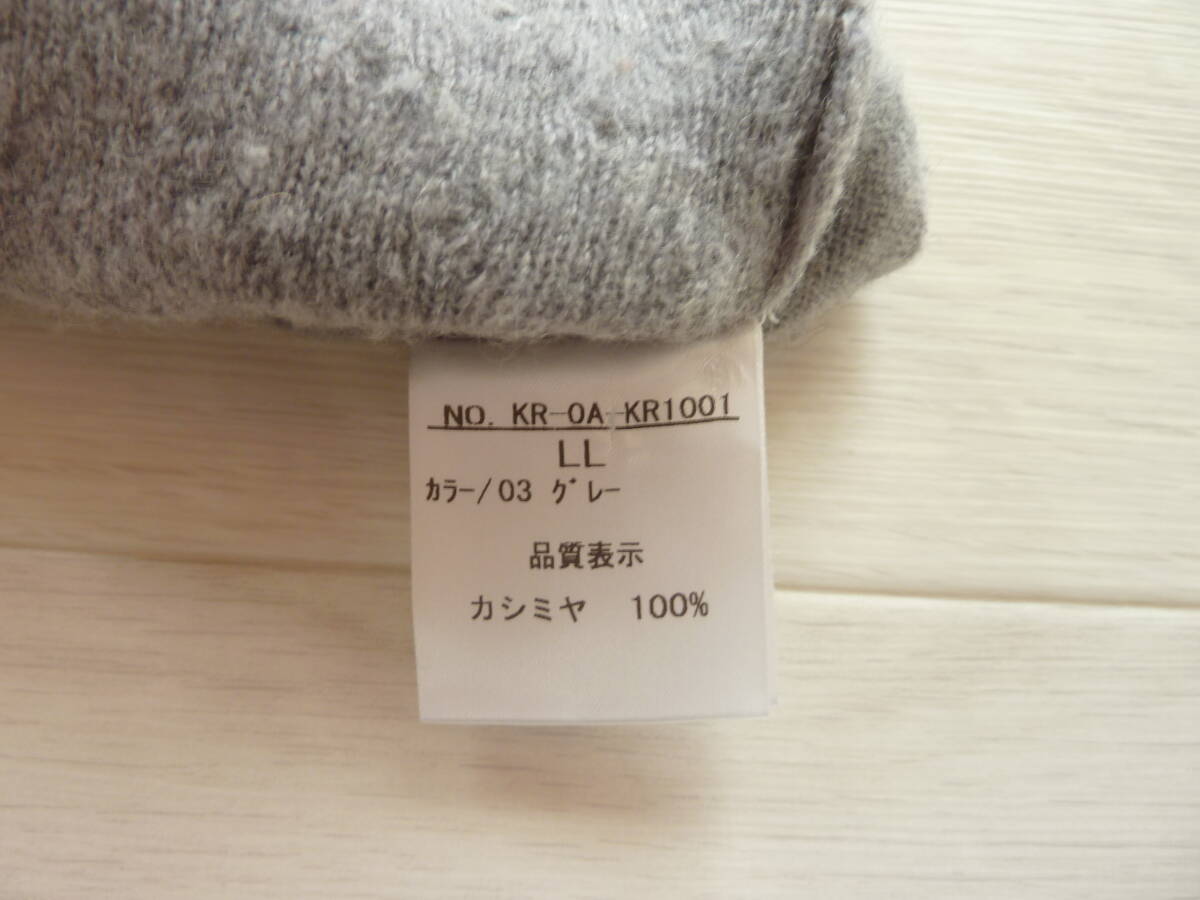 NO. KR-OA-KR1001
LL
ｶﾗｰ/03 ｸﾞﾚｰ
品質表示
カシミヤ 100%